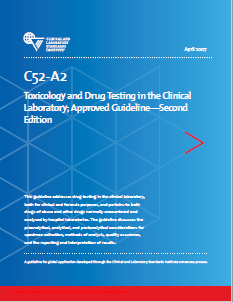 CLINICAL AND
LABORATORY
STANDARDS
INSTITUTE
April 2007
C52-A2
Toxicology and Drug Testing in the Clinical
Laboratory; Approved Guideline—Second
Edition
This guideline addresses drug testing in the clinical laboratory,
both for clinical and forensic purposes, and pertains to both
drugs of abuse and other drugs normally encountered and
analyzed by hospital laboratories. The guideline discusses the
preanalytical, analytical, and postanalytical considerations for
specimen collection, methods of analysis, quality assurance,
and the reporting and interpretation of results.
A guideline for global application developed through the Clinical and Laboratory Standards Institute consensus process.